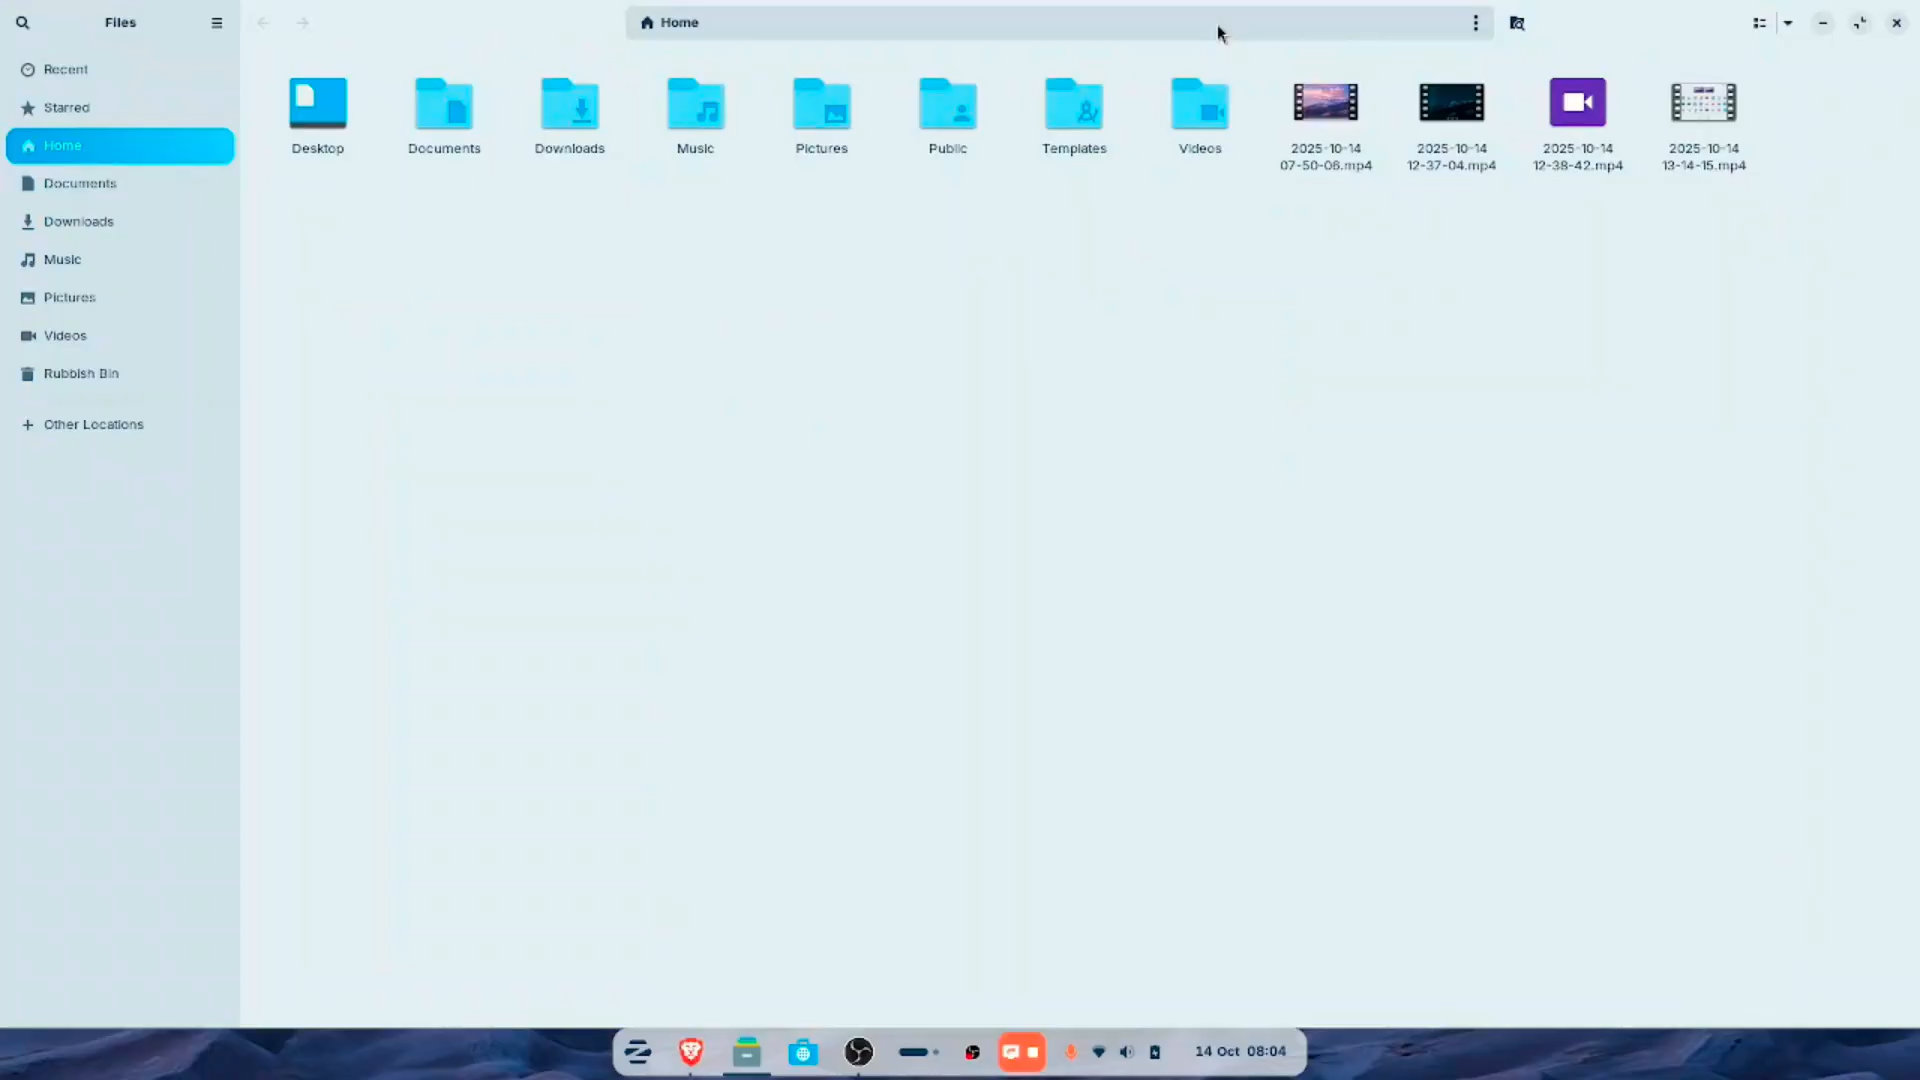 Files
Home
Recent
Starred
Home
Documents
Downloads
Music
Pictures
Videos
Rubbish Bin
Other Locations
Desktop
Documents
Downloads
Music
Pictures
Public
Templates
Videos
2025-10-14
07-50-06.mp4
2025-10-14
12-37-04.mp4
2025-10-14
12-38-42.mp4
2025-10-14
13-14-15.mp4
14 Oct 08:04